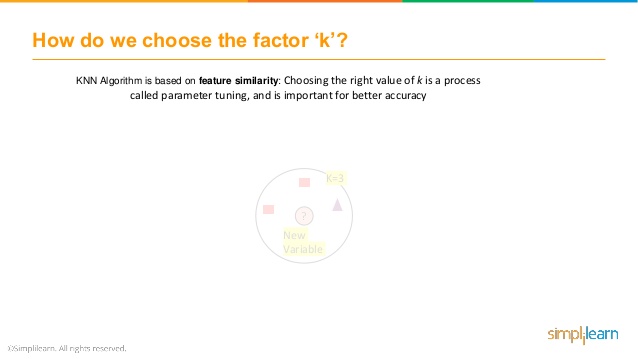 How do we choose the factor ‘k’?
KNN Algorithm is based on feature similarity: Choosing the right value of k is a process
called parameter tuning, and is important for better accuracy
K=3
?
New
Variable
simplilearn
©Simplilearn. All rights reserved.